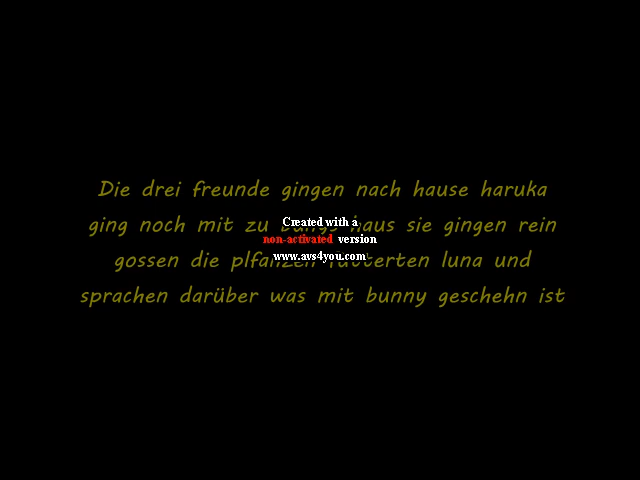 Die drei freunde gingen nach hause haruka
ging noch mit zu haus sie gingen rein
gossen die plfanzen fütterten luna und
sprachen darüber was mit bunny geschehn ist
Created with a
non-activated version
www.avs4you.com